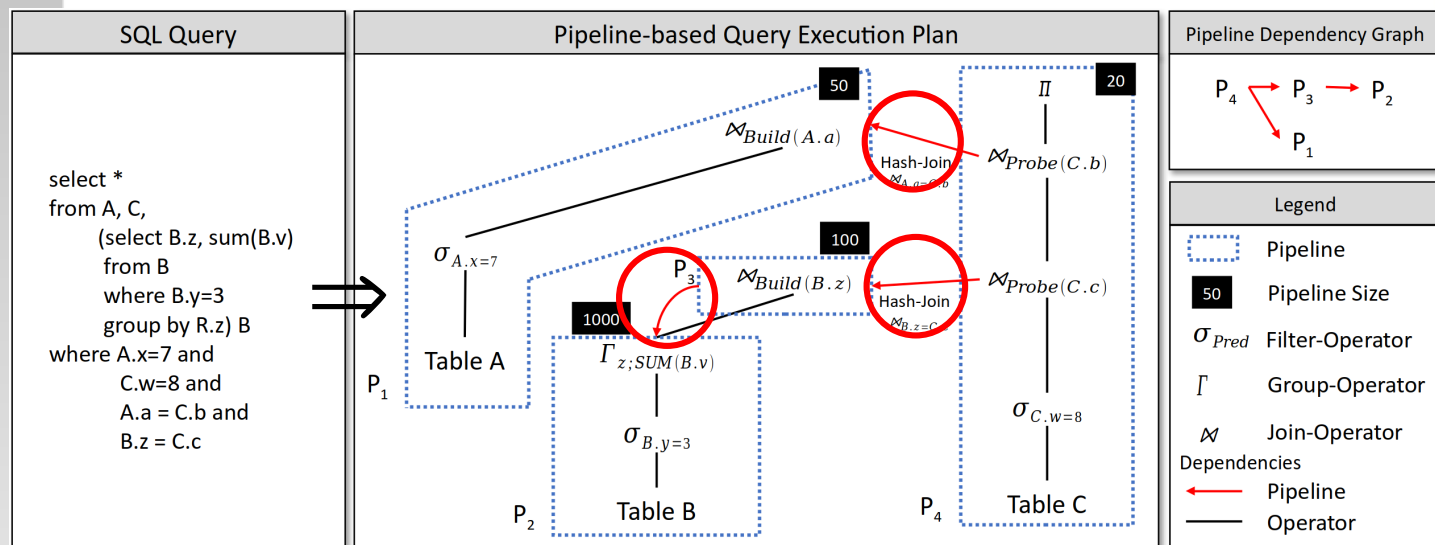 SQL Query
select *
from A, C,
(select B.z, sum(B.v)
from B
where B.y=3
group by R.z) B
where A.x=7 and
C.w=8 and
A.a = C.b and
B.z = C.c
Pipeline-based Query Execution Plan
50
⋈Build(A.a)
σA.x=7
Table A
P1
Hash-Join
⋈A.a=C.b
20
Π
⋈Probe(C.b)
100
P3
⋈Build(B.z)
Hash-Join
⋈Probe(C.c)
1000
Γz;SUM(B.v)
σB.y=3
Table B
P2
σC.w=8
Table C
P4
Pipeline Dependency Graph
P4 P3 P2
P1
Legend
Pipeline
50 Pipeline Size
σPred Filter-Operator
Γ Group-Operator
⋈ Join-Operator
Dependencies
Pipeline
Operator